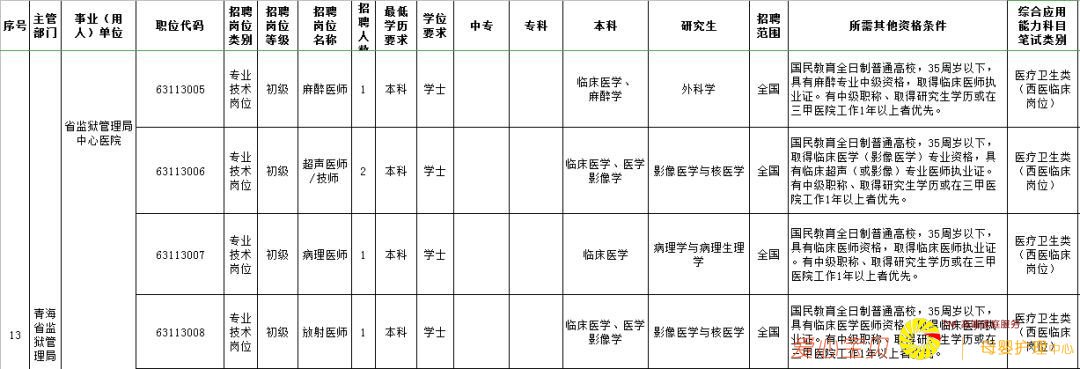 序号
主管
部门
事业（用
人）单位
职位代码
招聘
岗位
类别
招聘
岗位
等级
招聘
岗位
名称
招
聘
人数
最低
学历
要求
学位
要求
中专
专科
本科
研究生
招聘
范围
所需其他资格条件
综合应用
能力科目
笔试类别
13
青海
省监
狱管
理局
省监狱管理局
中心医院
63113005
专业
技术
岗位
初级
麻醉医师
1
本科
学士
临床医学、
麻醉学
外科学
全国
国民教育全日制普通高校，35周岁以下，
具有麻醉专业中级资格，取得临床医师执
业证。有中级职称、取得研究生学历或在
三甲医院工作1年以上者优先。
医疗卫生类
（西医临床
岗位）
63113006
专业
技术
岗位
初级
超声医师
/技师
2
本科
学士
临床医学、医学
影像学
影像医学与核医学
全国
国民教育全日制普通高校，35周岁以下，
取得临床医学（影像医学）专业资格，具
有临床超声（或影像）专业医师执业证。
有中级职称、取得研究生学历或在三甲医
院工作1年以上者优先。
医疗卫生类
（西医临床
岗位）
63113007
专业
技术
岗位
初级
病理医师
1
本科
学士
临床医学
病理学与病理生理
学
全国
国民教育全日制普通高校，35周岁以下，
具有临床医师资格，取得临床医师执业证
。有中级职称、取得研究生学历或在三甲
医院工作1年以上者优先。
医疗卫生类
（西医临床
岗位）
63113008
专业
技术
岗位
初级
放射医师
1
本科
学士
临床医学、医学
影像学
影像医学与核医学
全国
国民教育全日制普通高校，35周岁以下，
具有临床医学医师资格，取得临床医师执
业证。有中级职称、取得研究生学历或在
三甲医院工作1年以上者优先。
医疗卫生类
（西医临床
岗位）
母婴护理中心